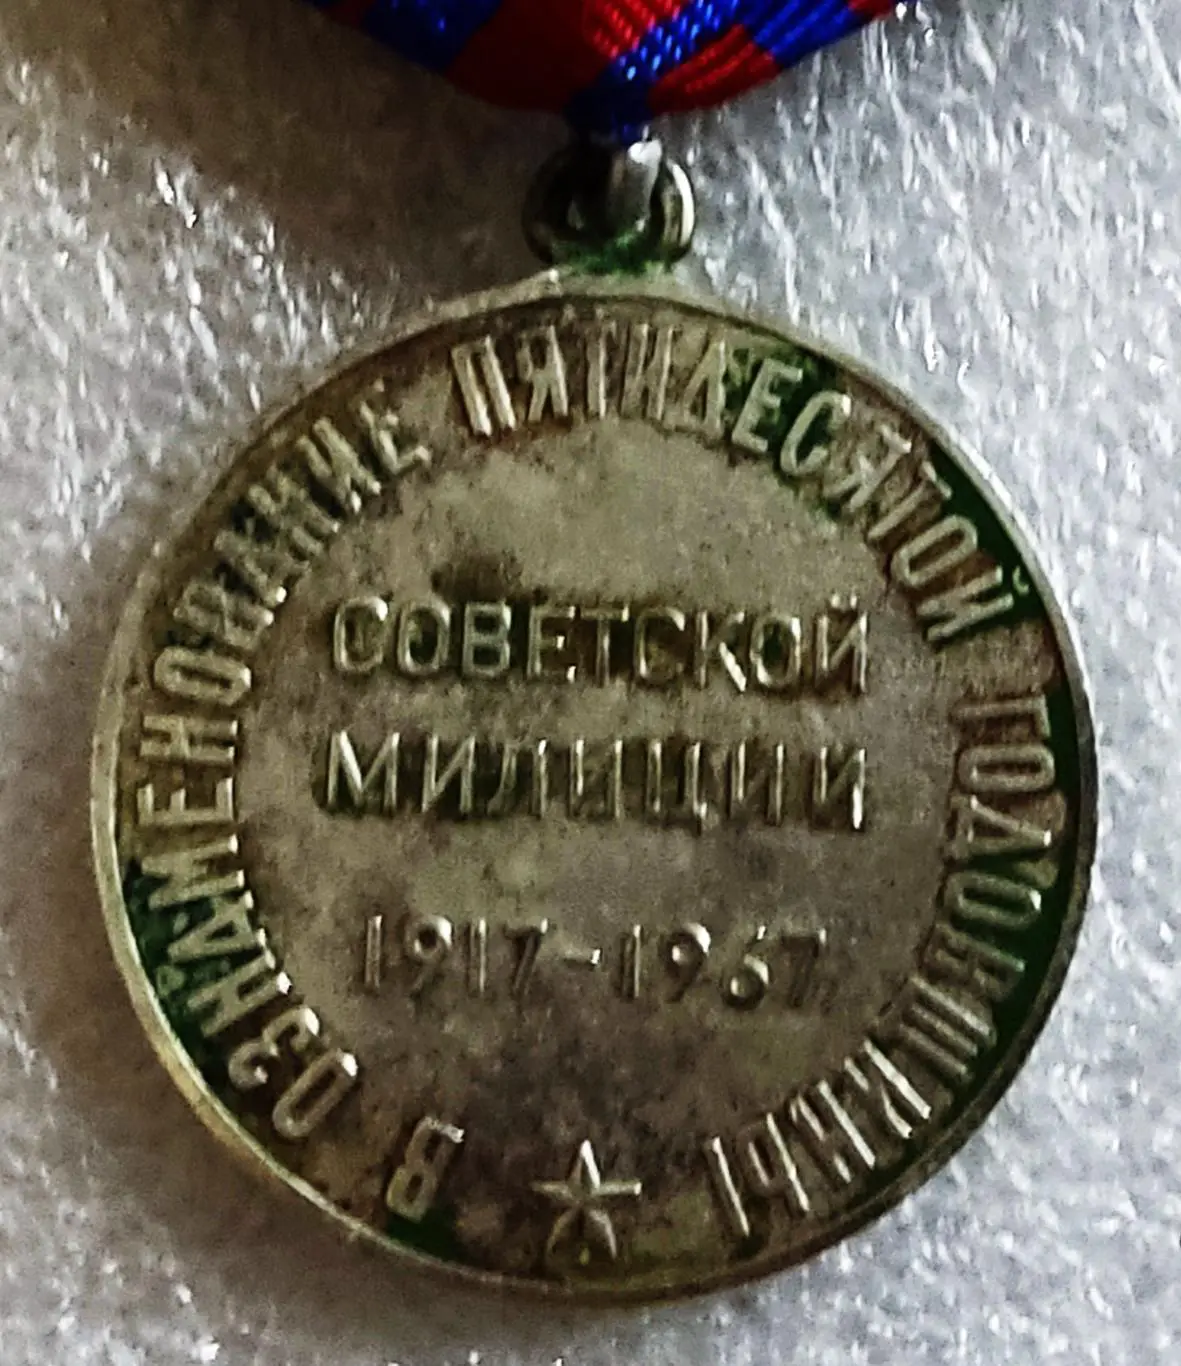 В ОЗНАМЕНОВАНИЕ ПЯТИДЕСЯТОЙ ГОДОВЩИНЫ
СОВЕТСКОЙ
МИЛИЦИИ
1917-1967